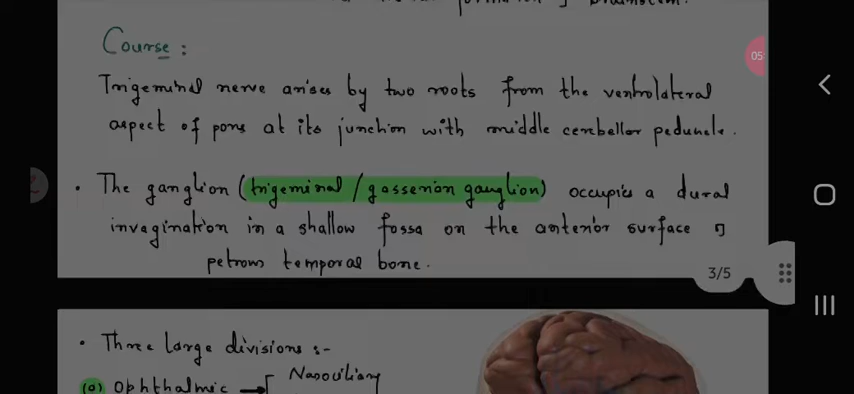 Course :
Trigeminal nerve arises by two roots from the ventrolateral
aspect of pons at its junction with middle cerebellar peduncle.
• The ganglion (trigeminal / gasserian ganglion) occupies a dural
invagination in a shallow fossa on the anterior surface of
petrous temporal bone.
3/5
05
• Three large divisions :-
(a) Ophthalmic → Nasociliary